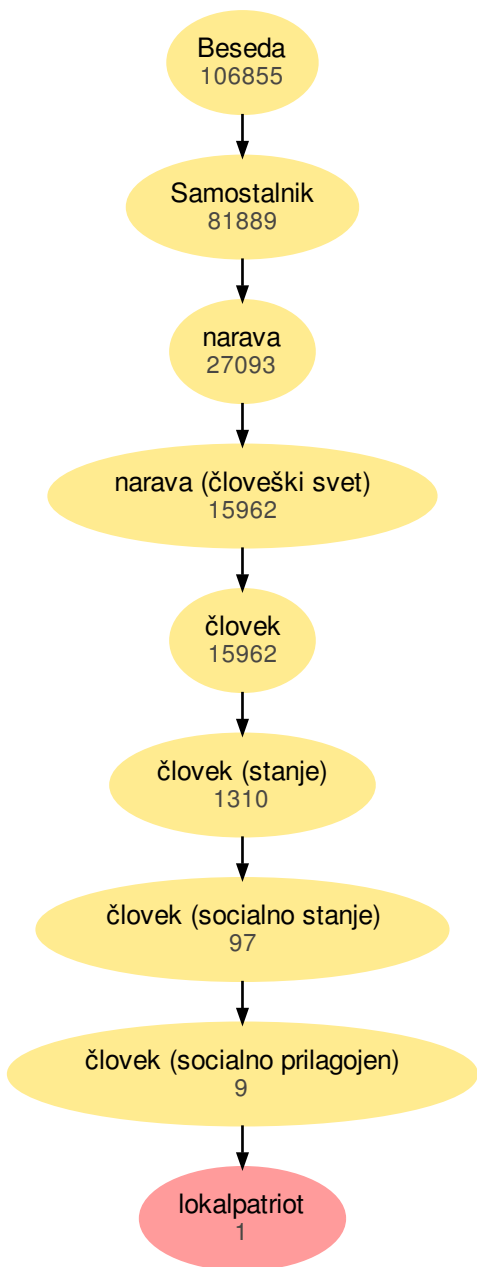 Beseda
106855
Samostalnik
81889
narava
27093
narava (človeški svet)
15962
človek
15962
človek (stanje)
1310
človek (socialno stanje)
97
človek (socialno prilagojen)
9
lokalpatriot
1